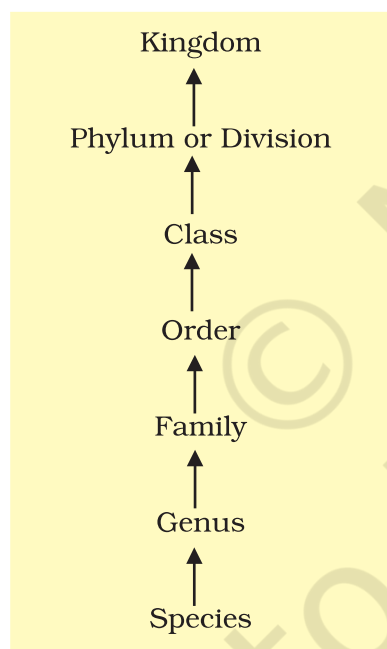 Kingdom
Phylum or Division
Class
Order
Family
Genus
Species